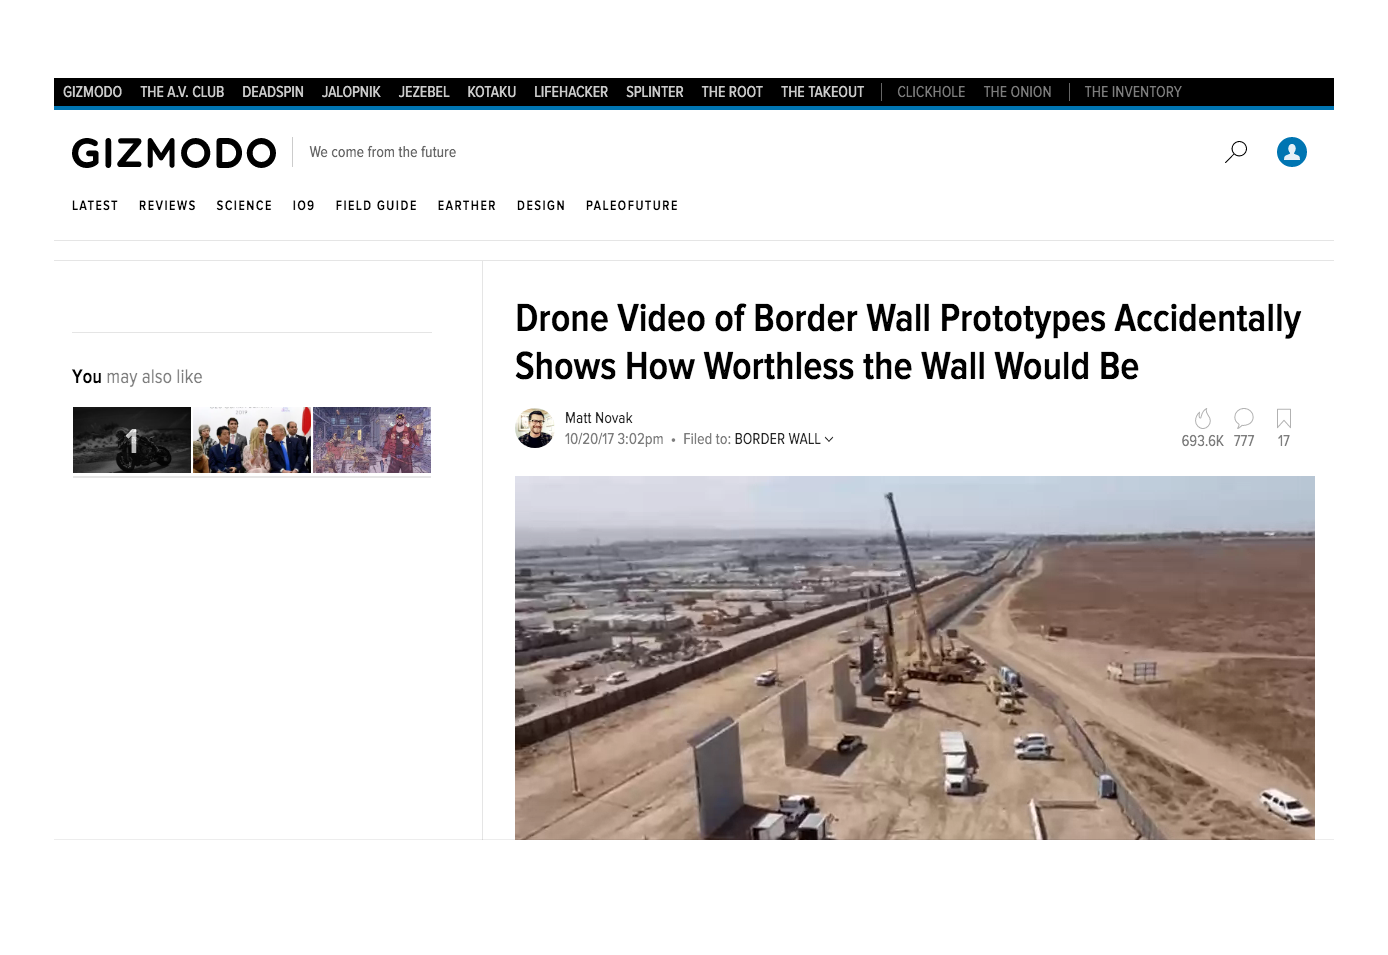 GIZMODO THE A.V. CLUB DEADSPIN JALOPNIK JEZEBEL KOTAKU LIFEHACKER SPLINTER THE ROOT THE TAKEOUT CLICKHOLE THE ONION THE INVENTORY
GIZMODO We come from the future
LATEST REVIEWS SCIENCE IO9 FIELD GUIDE EARTHER DESIGN PALEOFUTURE
You may also like
1
Drone Video of Border Wall Prototypes Accidentally
Shows How Worthless the Wall Would Be
Matt Novak
10/20/17 3:02pm • Filed to: BORDER WALL
693.6K 777 17